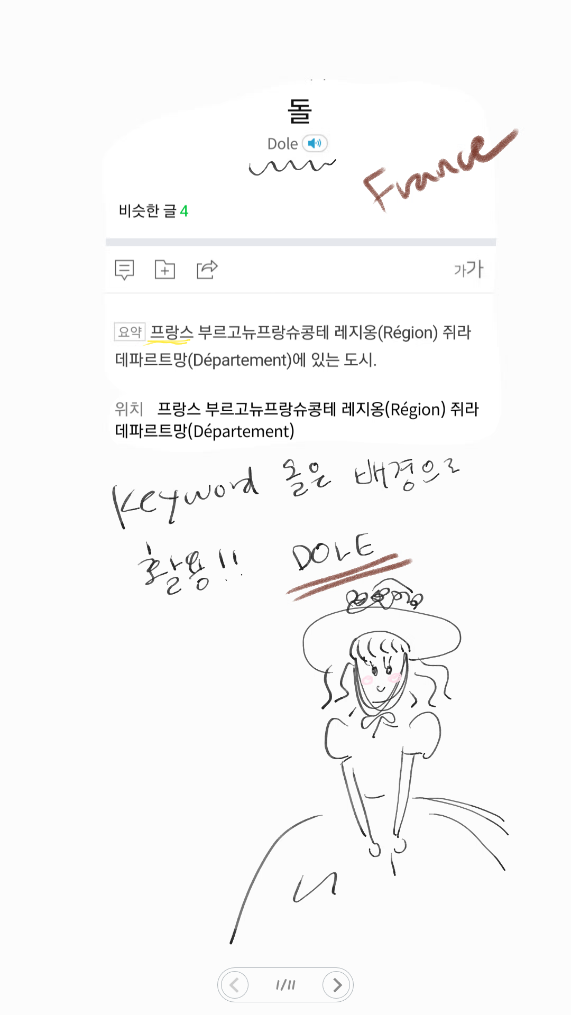 돌
Dole
France
비슷한 글 4
가가
요약 프랑스 부르고뉴프랑슈콩테 레지옹(Région) 쥐라
데파르트망(Département)에 있는 도시.
위치 프랑스 부르고뉴프랑슈콩테 레지옹(Région) 쥐라
데파르트망(Département)
Keyword 돌은 배경으로
활용!! DOLE
1/11